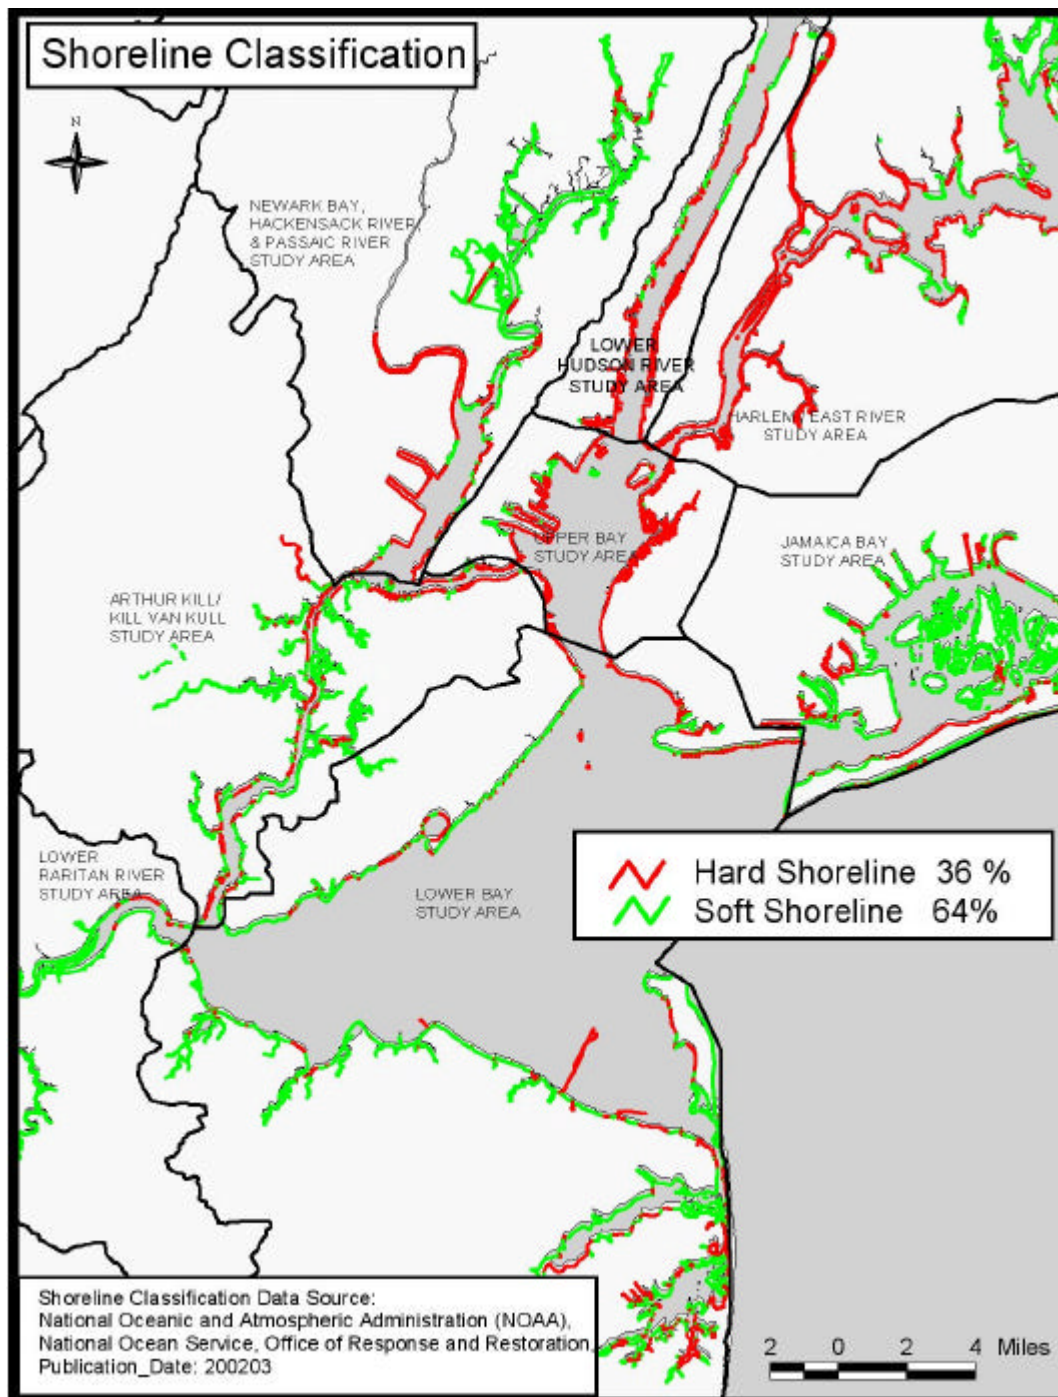 Shoreline Classification
N
NEWARK BAY,
HACKENSACK RIVER,
& PASSAIC RIVER
STUDY AREA
LOWER
HUDSON RIVER
STUDY AREA
HARLEM/ EAST RIVER
STUDY AREA
UPPER BAY
STUDY AREA
JAMAICA BAY
STUDY AREA
ARTHUR KILL/
KILL VAN KULL
STUDY AREA
LOWER
RARITAN RIVER
STUDY AREA
LOWER BAY
STUDY AREA
Hard Shoreline 36 %
Soft Shoreline 64%
Shoreline Classification Data Source:
National Oceanic and Atmospheric Administration (NOAA),
National Ocean Service, Office of Response and Restoration,
Publication_Date: 200203
2 0 2 4 Miles